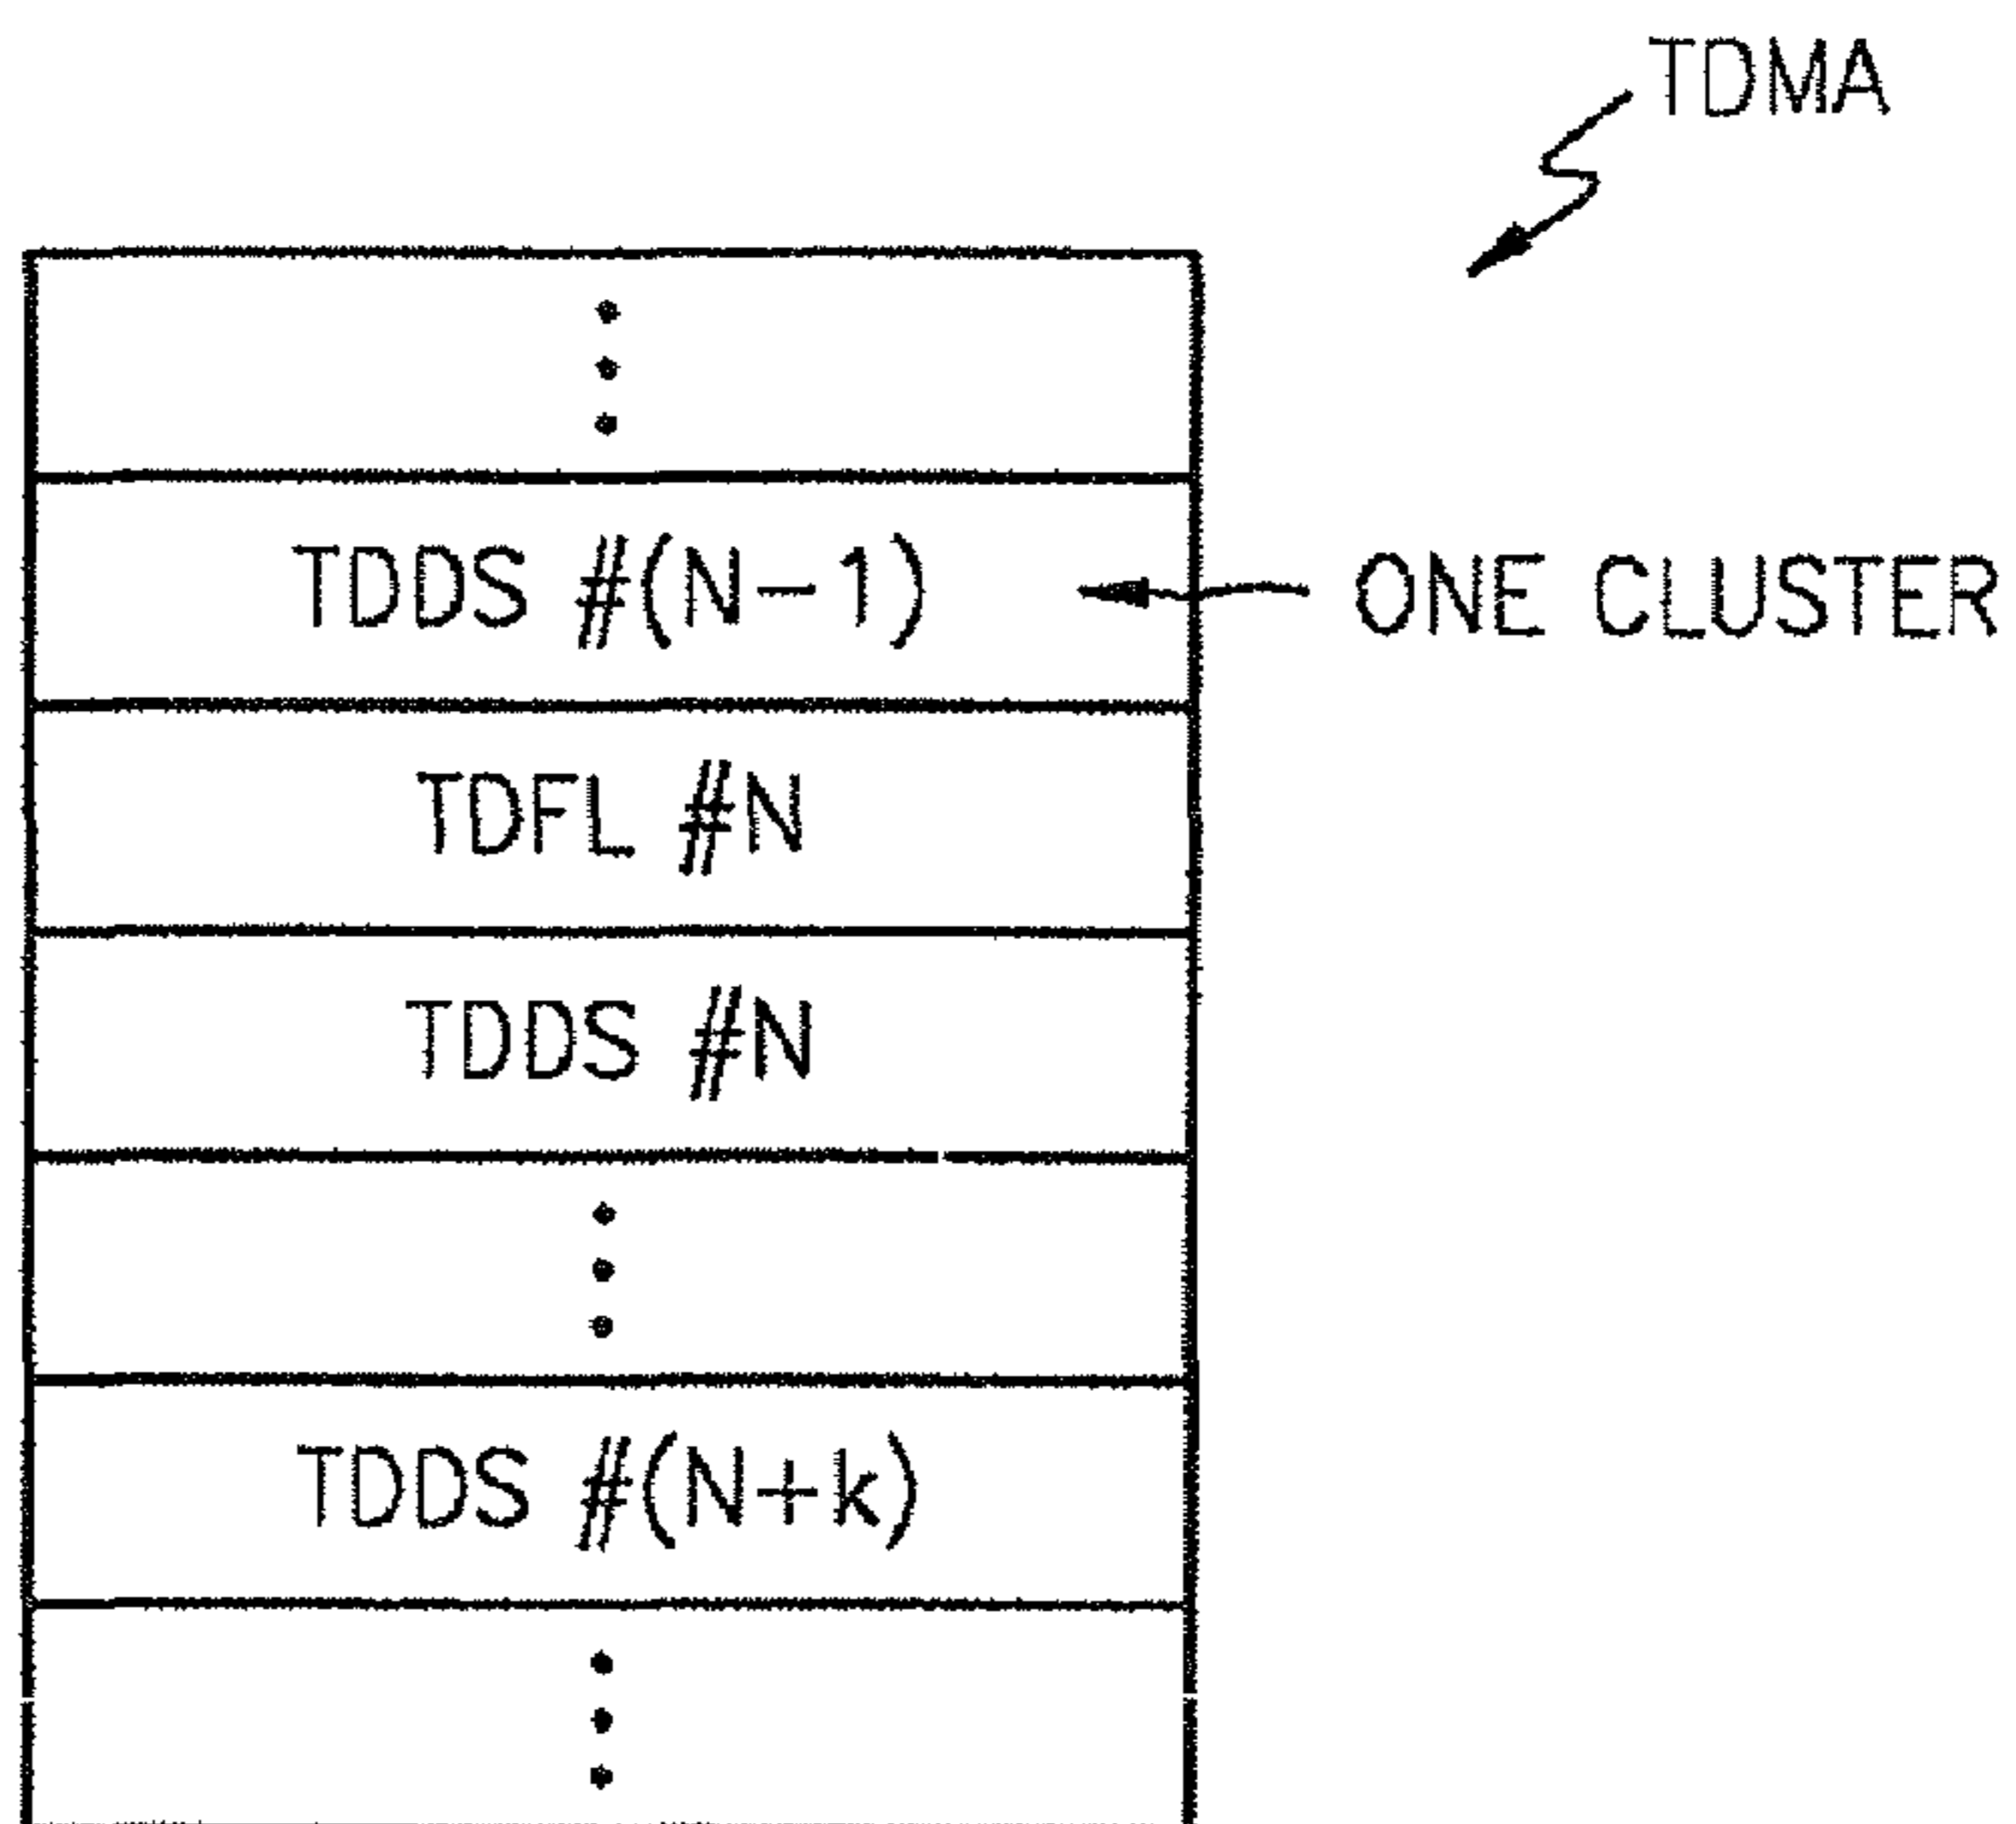 TDMA
TDDS #(N-1)
ONE CLUSTER
TDFL #N
TDDS #N
TDDS #(N+k)